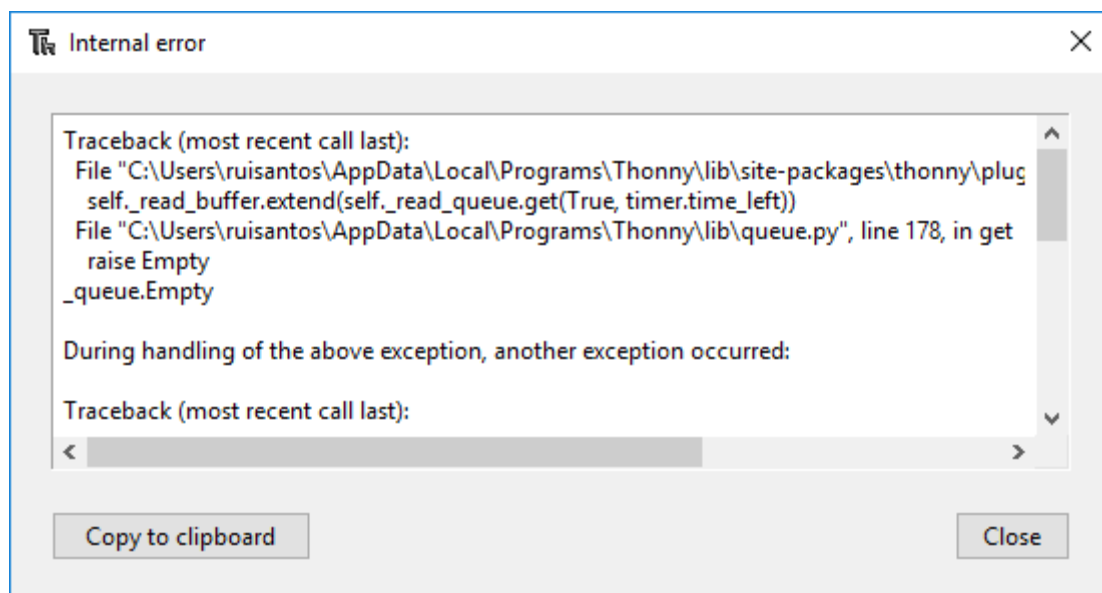 Internal error
Traceback (most recent call last):
File "C:\Users\ruisantos\AppData\Local\Programs\Thonny\lib\site-packages\thonny\plug
self._read_buffer.extend(self._read_queue.get(True, timer.time_left))
File "C:\Users\ruisantos\AppData\Local\Programs\Thonny\lib\queue.py", line 178, in get
raise Empty
_queue.Empty
During handling of the above exception, another exception occurred:
Traceback (most recent call last):
Copy to clipboard
Close